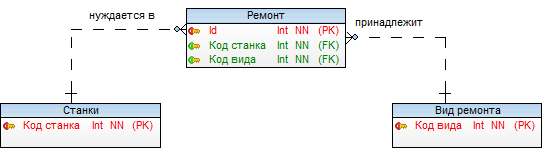 нуждается в
Ремонт
Id Int NN (PK)
Код станка Int NN (FK)
Код вида Int NN (FK)
принадлежит
Станки
Код станка Int NN (PK)
Вид ремонта
Код вида Int NN (PK)